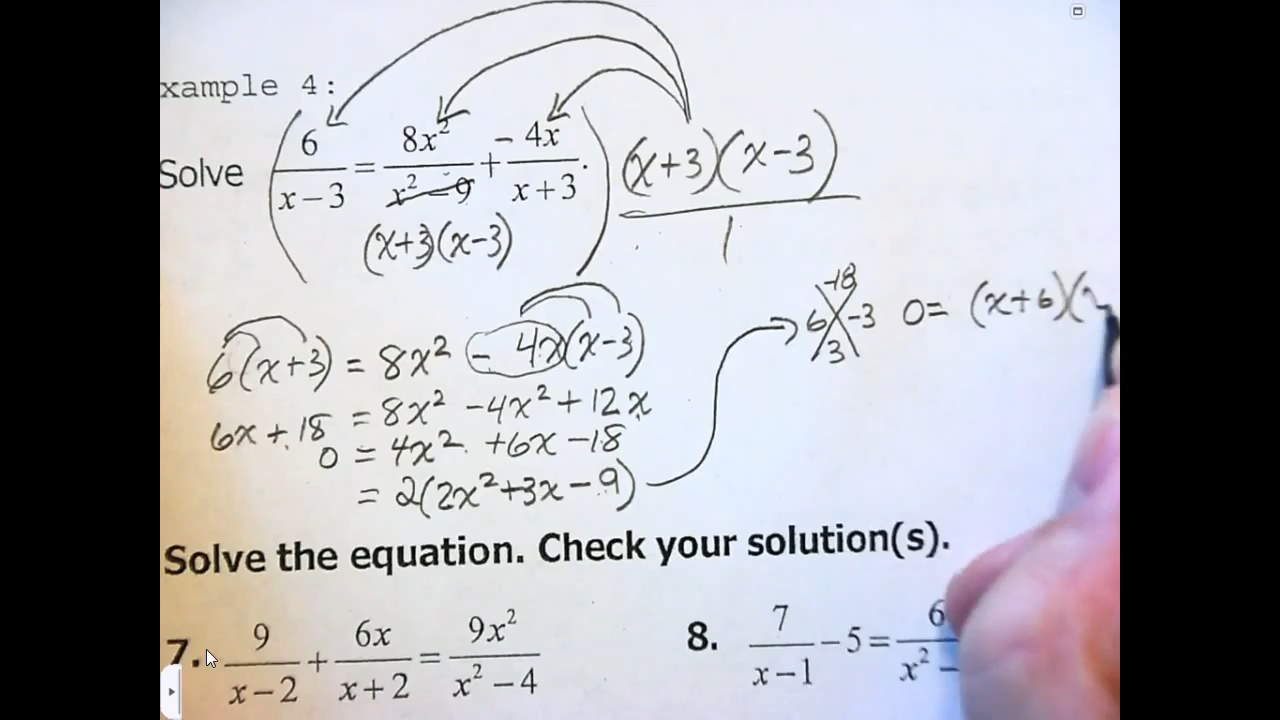 xample 4:
Solve ( 6/(x-3) = 8x²/(x²-9) + -4x/(x+3) . ) (x+3)(x-3)/1
(x+3)(x-3)
-18
6 -3
3
0= (x+6)(
6(x+3) = 8x² - 4x(x-3)
6x+18 = 8x² -4x² +12x
0 = 4x² +6x -18
= 2(2x²+3x-9)
Solve the equation. Check your solution(s).
7. 9/(x-2) + 6x/(x+2) = 9x²/(x²-4)
8. 7/(x-1) -5= 6/(x²-